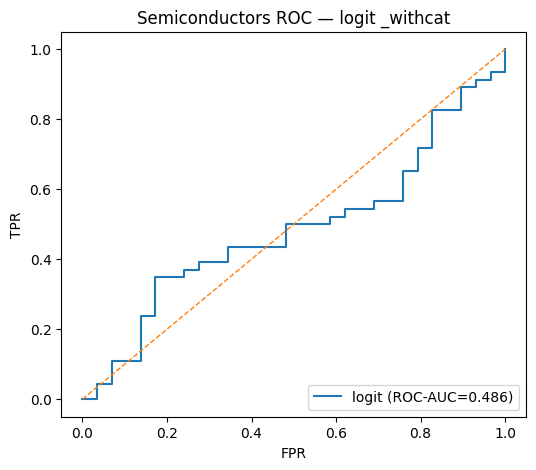 Semiconductors ROC — logit _withcat
1.0
0.8
0.6
0.4
0.2
0.0
TPR
logit (ROC-AUC=0.486)
0.0 0.2 0.4 0.6 0.8 1.0
FPR